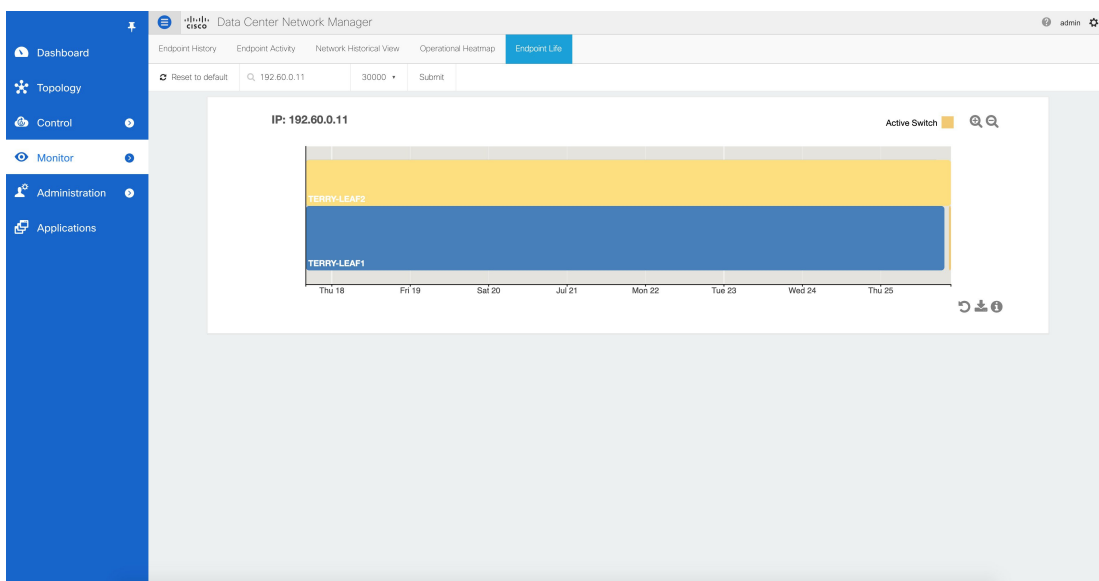 cisco Data Center Network Manager
admin
Dashboard
Topology
Control
Monitor
Administration
Applications
Endpoint History Endpoint Activity Network Historical View Operational Heatmap Endpoint Life
Reset to default 192.60.0.11 30000 Submit
IP: 192.60.0.11
Active Switch
TERRY-LEAF2
TERRY-LEAF1
Thu 18 Fri 19 Sat 20 Jul 21 Mon 22 Tue 23 Wed 24 Thu 25